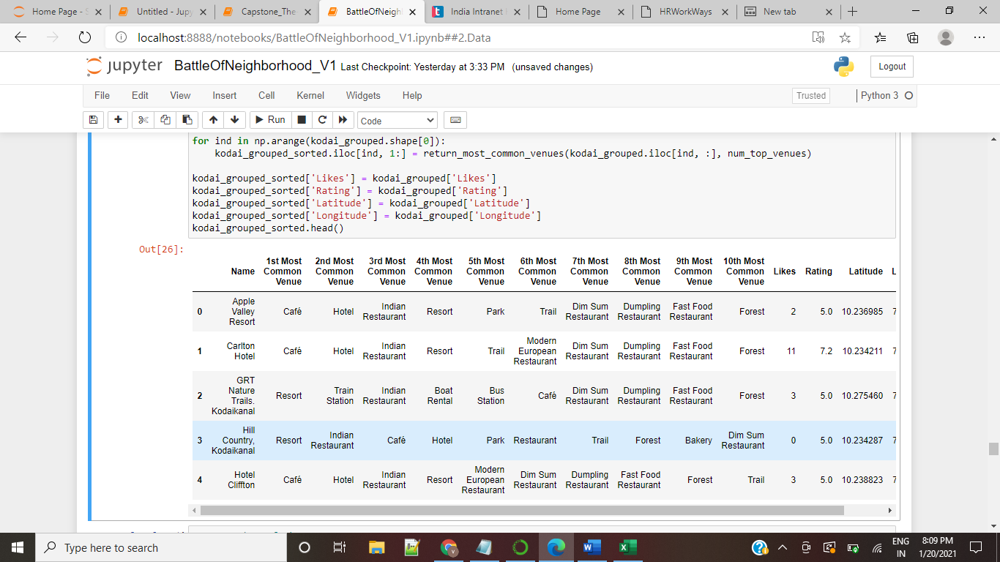 Home Page - S
Untitled - Jupy
Capstone_The
BattleOfNeighl
India Intranet
Home Page
HRWorkWays
New tab
localhost:8888/notebooks/BattleOfNeighborhood_V1.ipynb##2.Data
jupyter BattleOfNeighborhood_V1 Last Checkpoint: Yesterday at 3:33 PM (unsaved changes)
Logout
File Edit View Insert Cell Kernel Widgets Help
Trusted
Python 3
Run
Code
for ind in np.arange(kodai_grouped.shape[0]):
    kodai_grouped_sorted.iloc[ind, 1:] = return_most_common_venues(kodai_grouped.iloc[ind, :], num_top_venues)
kodai_grouped_sorted['Likes'] = kodai_grouped['Likes']
kodai_grouped_sorted['Rating'] = kodai_grouped['Rating']
kodai_grouped_sorted['Latitude'] = kodai_grouped['Latitude']
kodai_grouped_sorted['Longitude'] = kodai_grouped['Longitude']
kodai_grouped_sorted.head()
Out[26]:
Name 1st Most Common Venue 2nd Most Common Venue 3rd Most Common Venue 4th Most Common Venue 5th Most Common Venue 6th Most Common Venue 7th Most Common Venue 8th Most Common Venue 9th Most Common Venue 10th Most Common Venue Likes Rating Latitude L
0 Apple Valley Resort Café Hotel Indian Restaurant Resort Park Trail Dim Sum Restaurant Dumpling Restaurant Fast Food Restaurant Forest 2 5.0 10.236985 7
1 Carlton Hotel Café Hotel Indian Restaurant Resort Trail Modern European Restaurant Dim Sum Restaurant Dumpling Restaurant Fast Food Restaurant Forest 11 7.2 10.234211 7
2 GRT Nature Trails. Kodaikanal Resort Train Station Indian Restaurant Boat Rental Bus Station Café Dim Sum Restaurant Dumpling Restaurant Fast Food Restaurant Forest 3 5.0 10.275460 7
3 Hill Country, Kodaikanal Resort Indian Restaurant Café Hotel Park Restaurant Trail Forest Bakery Dim Sum Restaurant 0 5.0 10.234287 7
4 Hotel Cliffton Café Hotel Indian Restaurant Resort Modern European Restaurant Dim Sum Restaurant Dumpling Restaurant Fast Food Restaurant Forest Trail 3 5.0 10.238823 7
Type here to search
ENG
IN
8:09 PM
1/20/2021